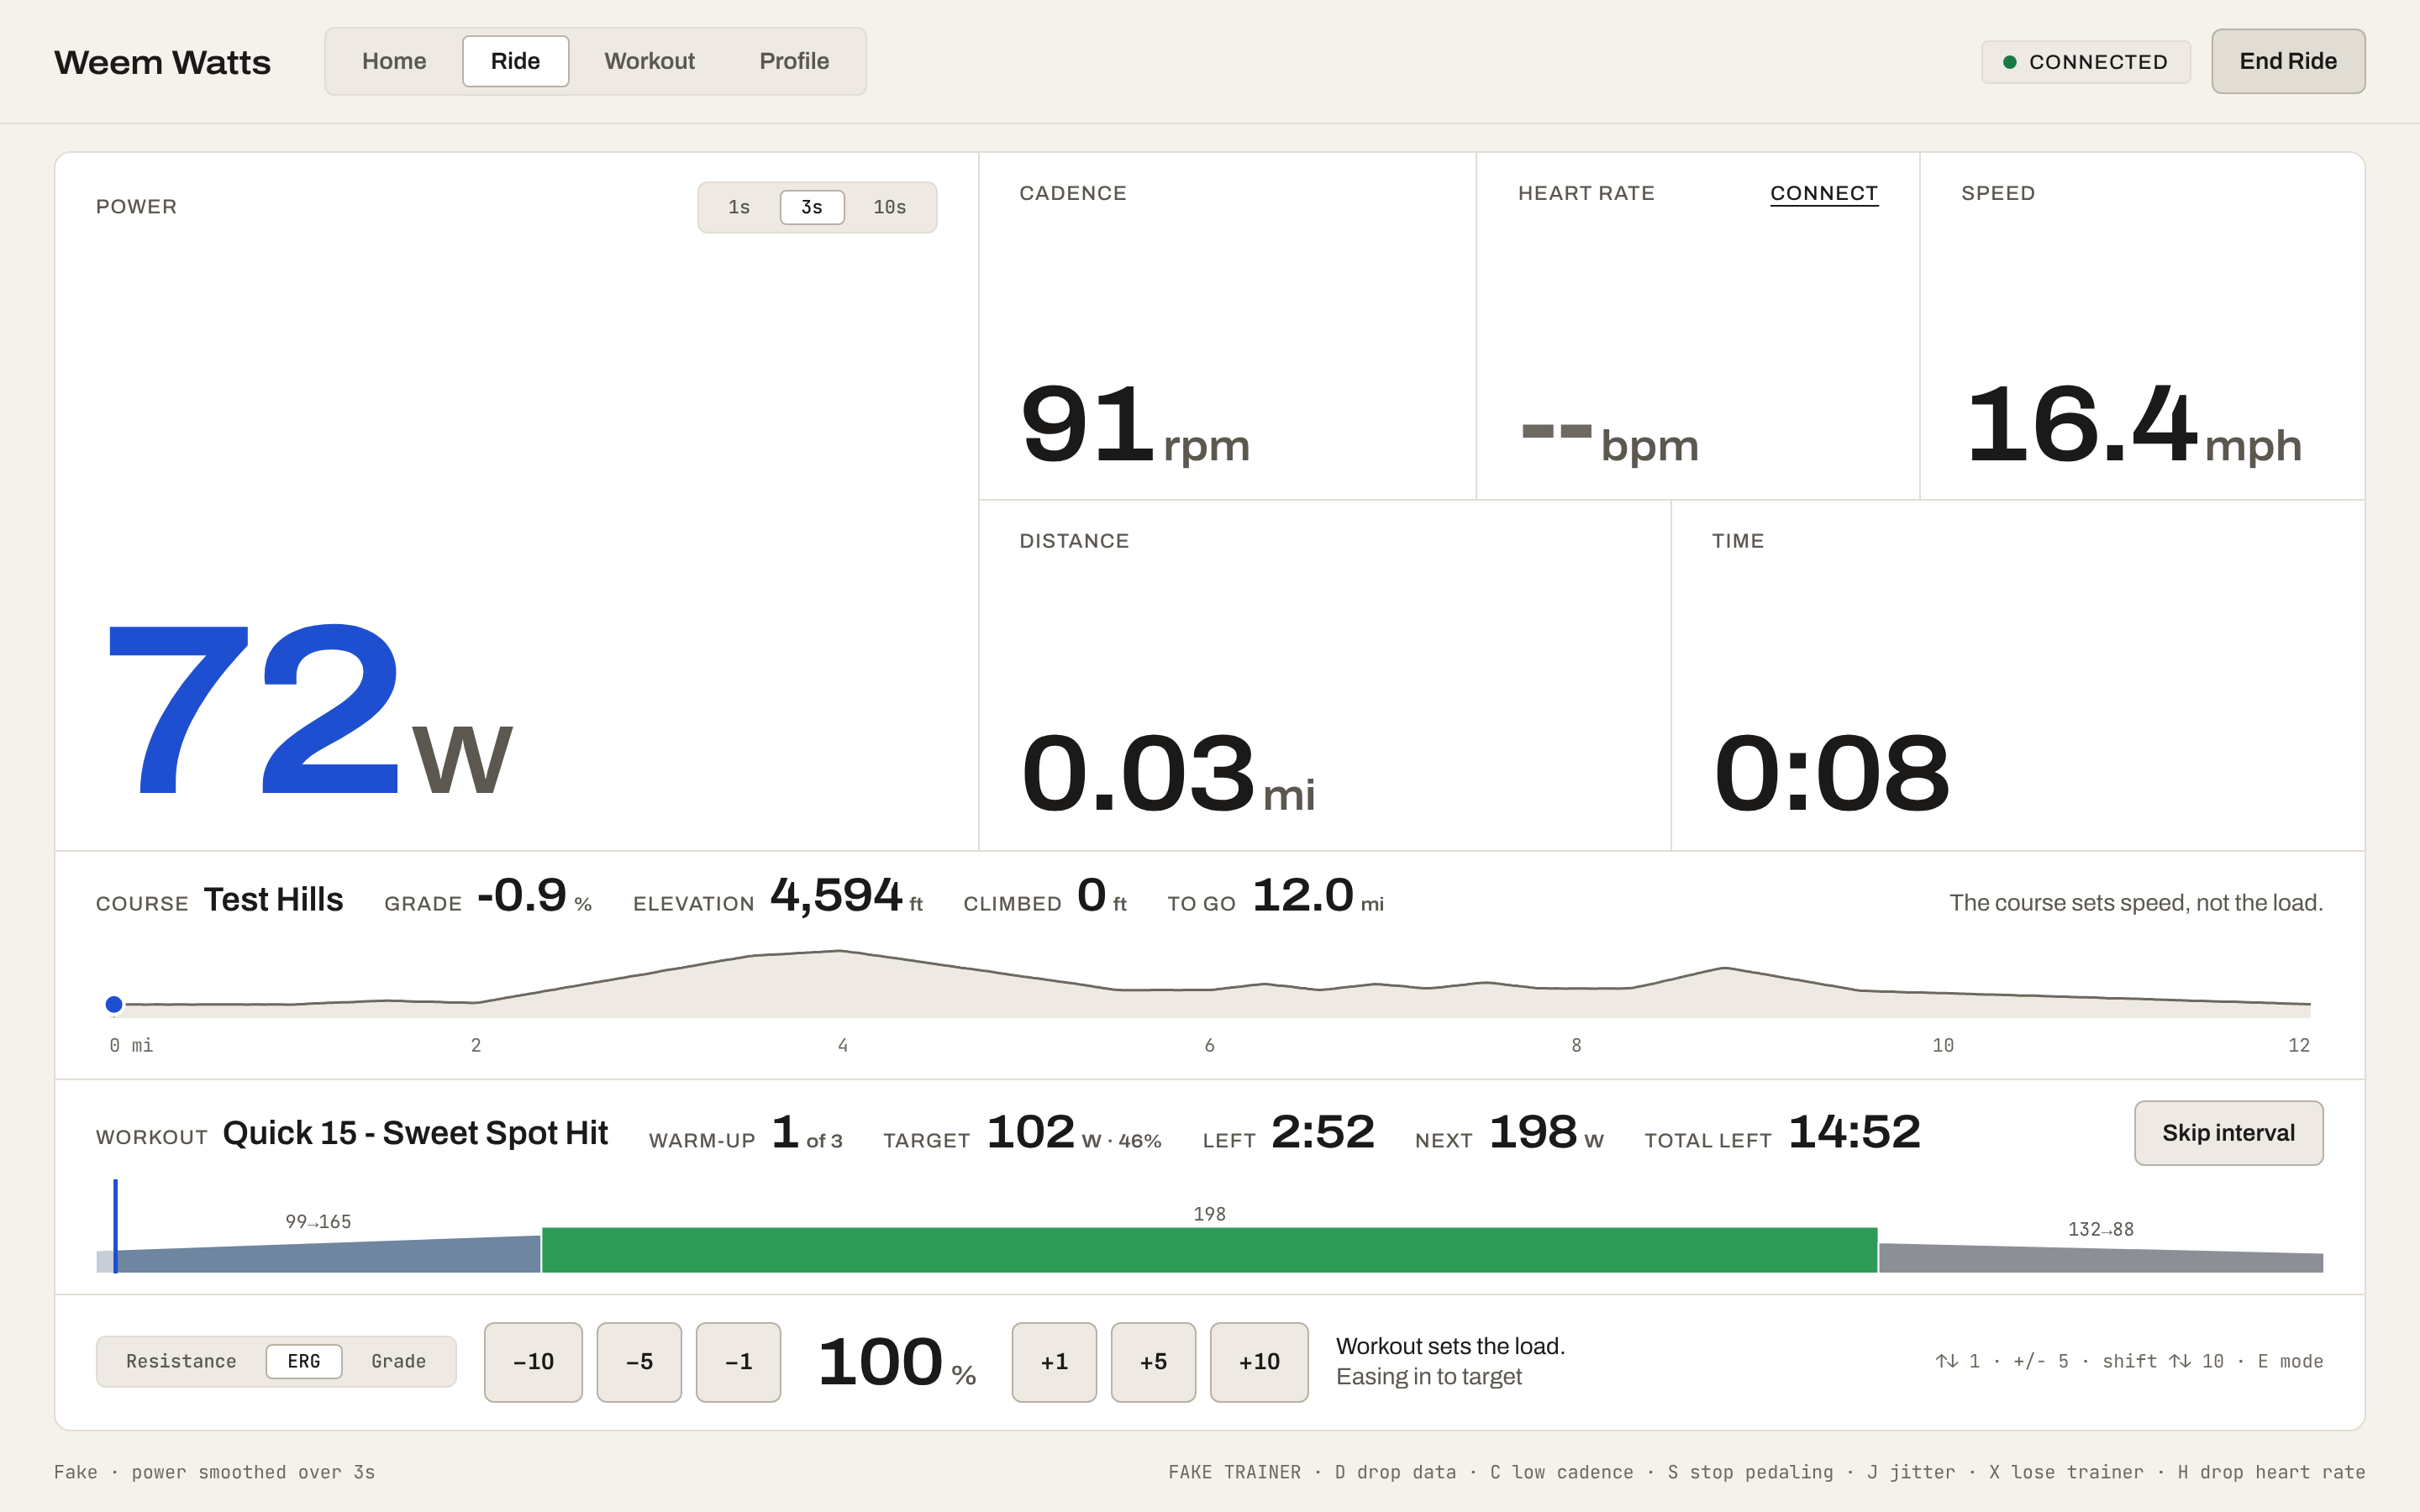 Weem Watts
Home Ride Workout Profile
CONNECTED
End Ride
POWER
1s 3s 10s
72 W
CADENCE
91 rpm
HEART RATE CONNECT
-- bpm
SPEED
16.4 mph
DISTANCE
0.03 mi
TIME
0:08
COURSE Test Hills GRADE -0.9 % ELEVATION 4,594 ft CLIMBED 0 ft TO GO 12.0 mi
The course sets speed, not the load.
0 mi 2 4 6 8 10 12
WORKOUT Quick 15 - Sweet Spot Hit WARM-UP 1 of 3 TARGET 102 W · 46% LEFT 2:52 NEXT 198 W TOTAL LEFT 14:52
Skip interval
99→165 198 132→88
Resistance ERG Grade
−10 −5 −1 100 % +1 +5 +10
Workout sets the load.
Easing in to target
↑↓ 1 · +/- 5 · shift ↑↓ 10 · E mode
Fake · power smoothed over 3s
FAKE TRAINER · D drop data · C low cadence · S stop pedaling · J jitter · X lose trainer · H drop heart rate